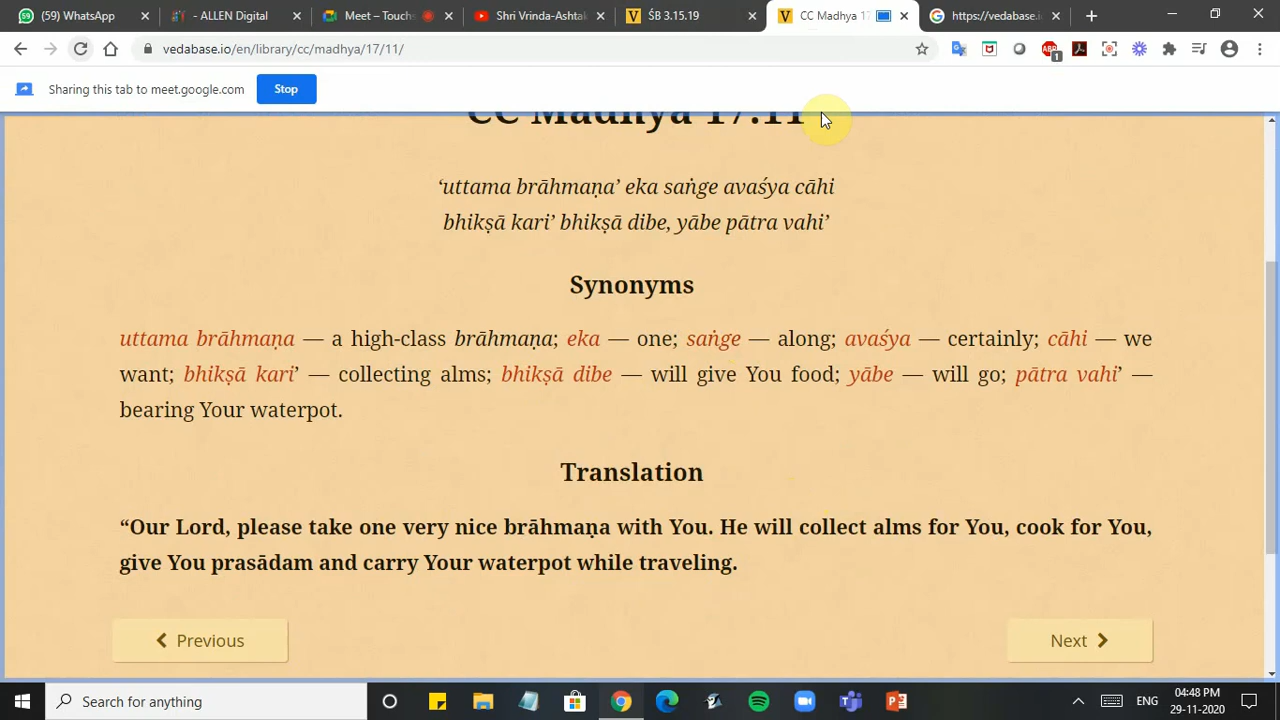 (59) WhatsApp
- ALLEN Digital
Meet – Touchs
Shri Vrinda-Ashtak
ŚB 3.15.19
CC Madhya 17
https://vedabase.io
vedabase.io/en/library/cc/madhya/17/11/
ABP
1
Sharing this tab to meet.google.com
Stop
CC Madhya 17.11
‘uttama brāhmaṇa’ eka saṅge avaśya cāhi
bhikṣā kari’ bhikṣā dibe, yābe pātra vahi’
Synonyms
uttama brāhmaṇa — a high-class brāhmaṇa; eka — one; saṅge — along; avaśya — certainly; cāhi — we
want; bhikṣā kari’ — collecting alms; bhikṣā dibe — will give You food; yābe — will go; pātra vahi’ —
bearing Your waterpot.
Translation
“Our Lord, please take one very nice brāhmaṇa with You. He will collect alms for You, cook for You,
give You prasādam and carry Your waterpot while traveling.
Previous
Next
Search for anything
ENG
04:48 PM
29-11-2020